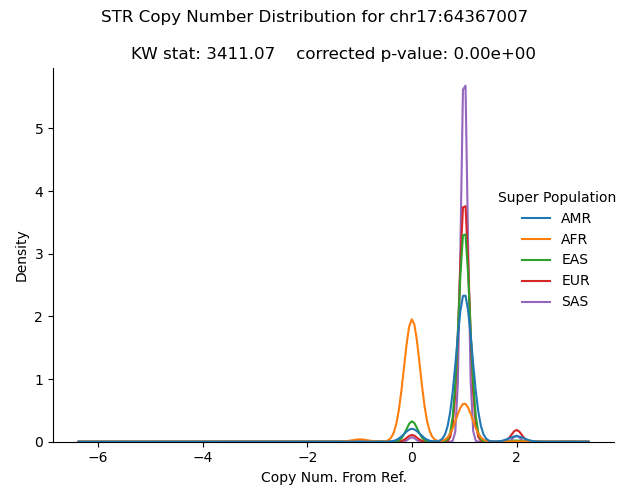 STR Copy Number Distribution for chr17:64367007
KW stat: 3411.07    corrected p-value: 0.00e+00
Density
5
4
3
2
1
0
−6
−4
−2
0
2
Copy Num. From Ref.
Super Population
AMR
AFR
EAS
EUR
SAS